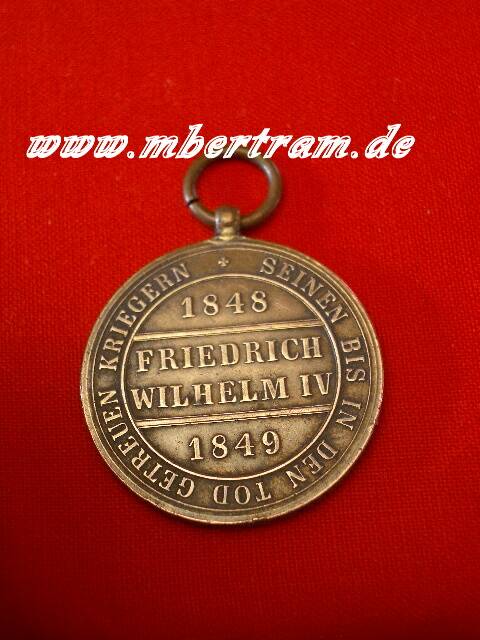 www.mbertram.de
SEINEN BIS IN DEN TOD GETREUEN KRIEGERN
1848
FRIEDRICH
WILHELM IV
1849